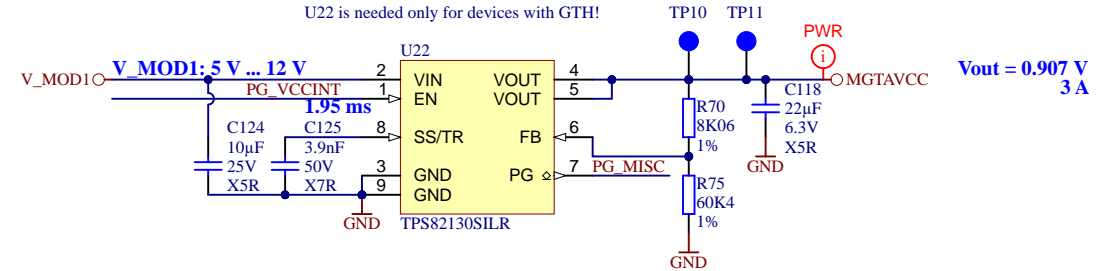 U22 is needed only for devices with GTH!
TP10
TP11
PWR
i
U22
V_MOD1
V_MOD1: 5 V ... 12 V
2
VIN
VOUT
4
MGTAVCC
Vout = 0.907 V
3 A
PG_VCCINT
1
EN
VOUT
5
1.95 ms
C118
22µF
6.3V
X5R
GND
R70
8K06
1%
C124
10µF
25V
X5R
C125
3.9nF
50V
X7R
8
SS/TR
FB
6
3
GND
PG
7
PG_MISC
9
GND
R75
60K4
1%
GND
TPS82130SILR
GND